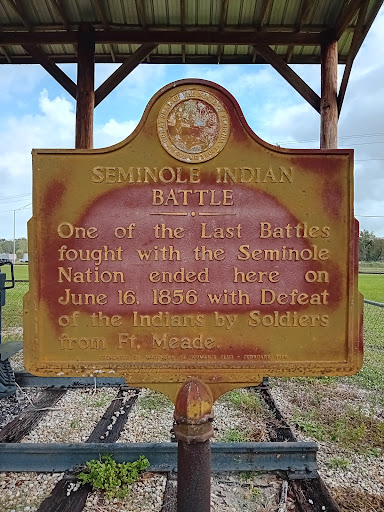 SEMINOLE INDIAN
BATTLE
One of the Last Battles
fought with the Seminole
Nation ended here on
June 16, 1856 with Defeat
of the Indians by Soldiers
from Ft. Meade.